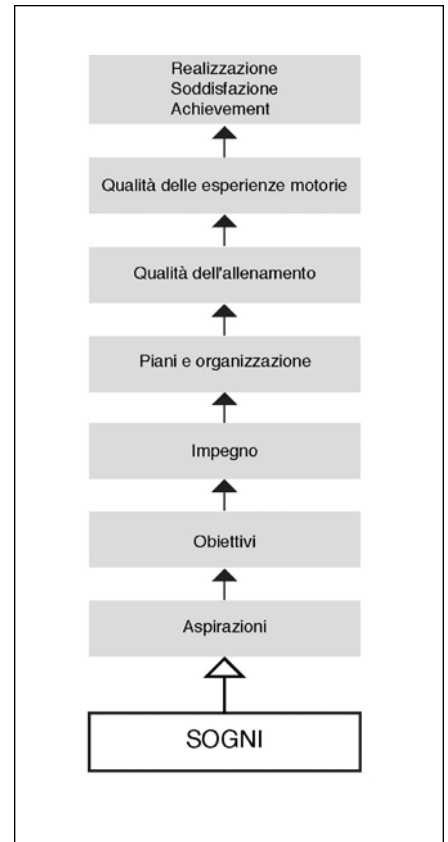 Realizzazione
Soddisfazione
Achievement
Qualità delle esperienze motorie
Qualità dell'allenamento
Piani e organizzazione
Impegno
Obiettivi
Aspirazioni
SOGNI